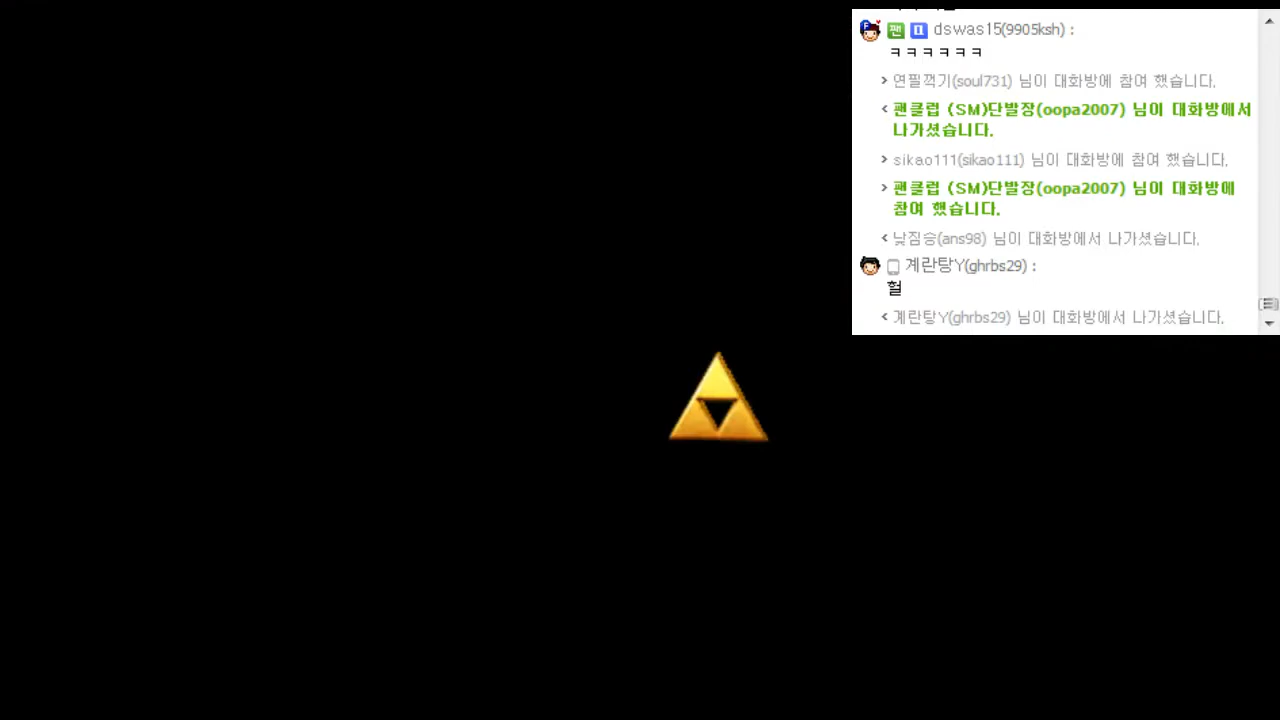 팬 dswas15(9905ksh) :
ㅋㅋㅋㅋㅋㅋ
> 연필꺽기(soul731) 님이 대화방에 참여 했습니다.
< 팬클럽 (SM)단발장(oopa2007) 님이 대화방에서
나가셨습니다.
> sikao111(sikao111) 님이 대화방에 참여 했습니다.
> 팬클럽 (SM)단발장(oopa2007) 님이 대화방에
참여 했습니다.
< 낮짐승(ans98) 님이 대화방에서 나가셨습니다.
계란탕Y(ghrbs29) :
헐
< 계란탕Y(ghrbs29) 님이 대화방에서 나가셨습니다.